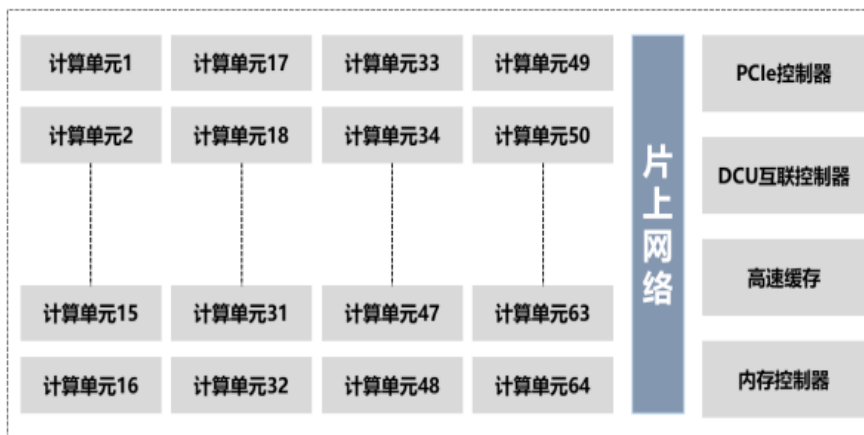 计算单元1
计算单元17
计算单元33
计算单元49
计算单元2
计算单元18
计算单元34
计算单元50
计算单元15
计算单元31
计算单元47
计算单元63
计算单元16
计算单元32
计算单元48
计算单元64
片上网络
PCIe控制器
DCU互联控制器
高速缓存
内存控制器